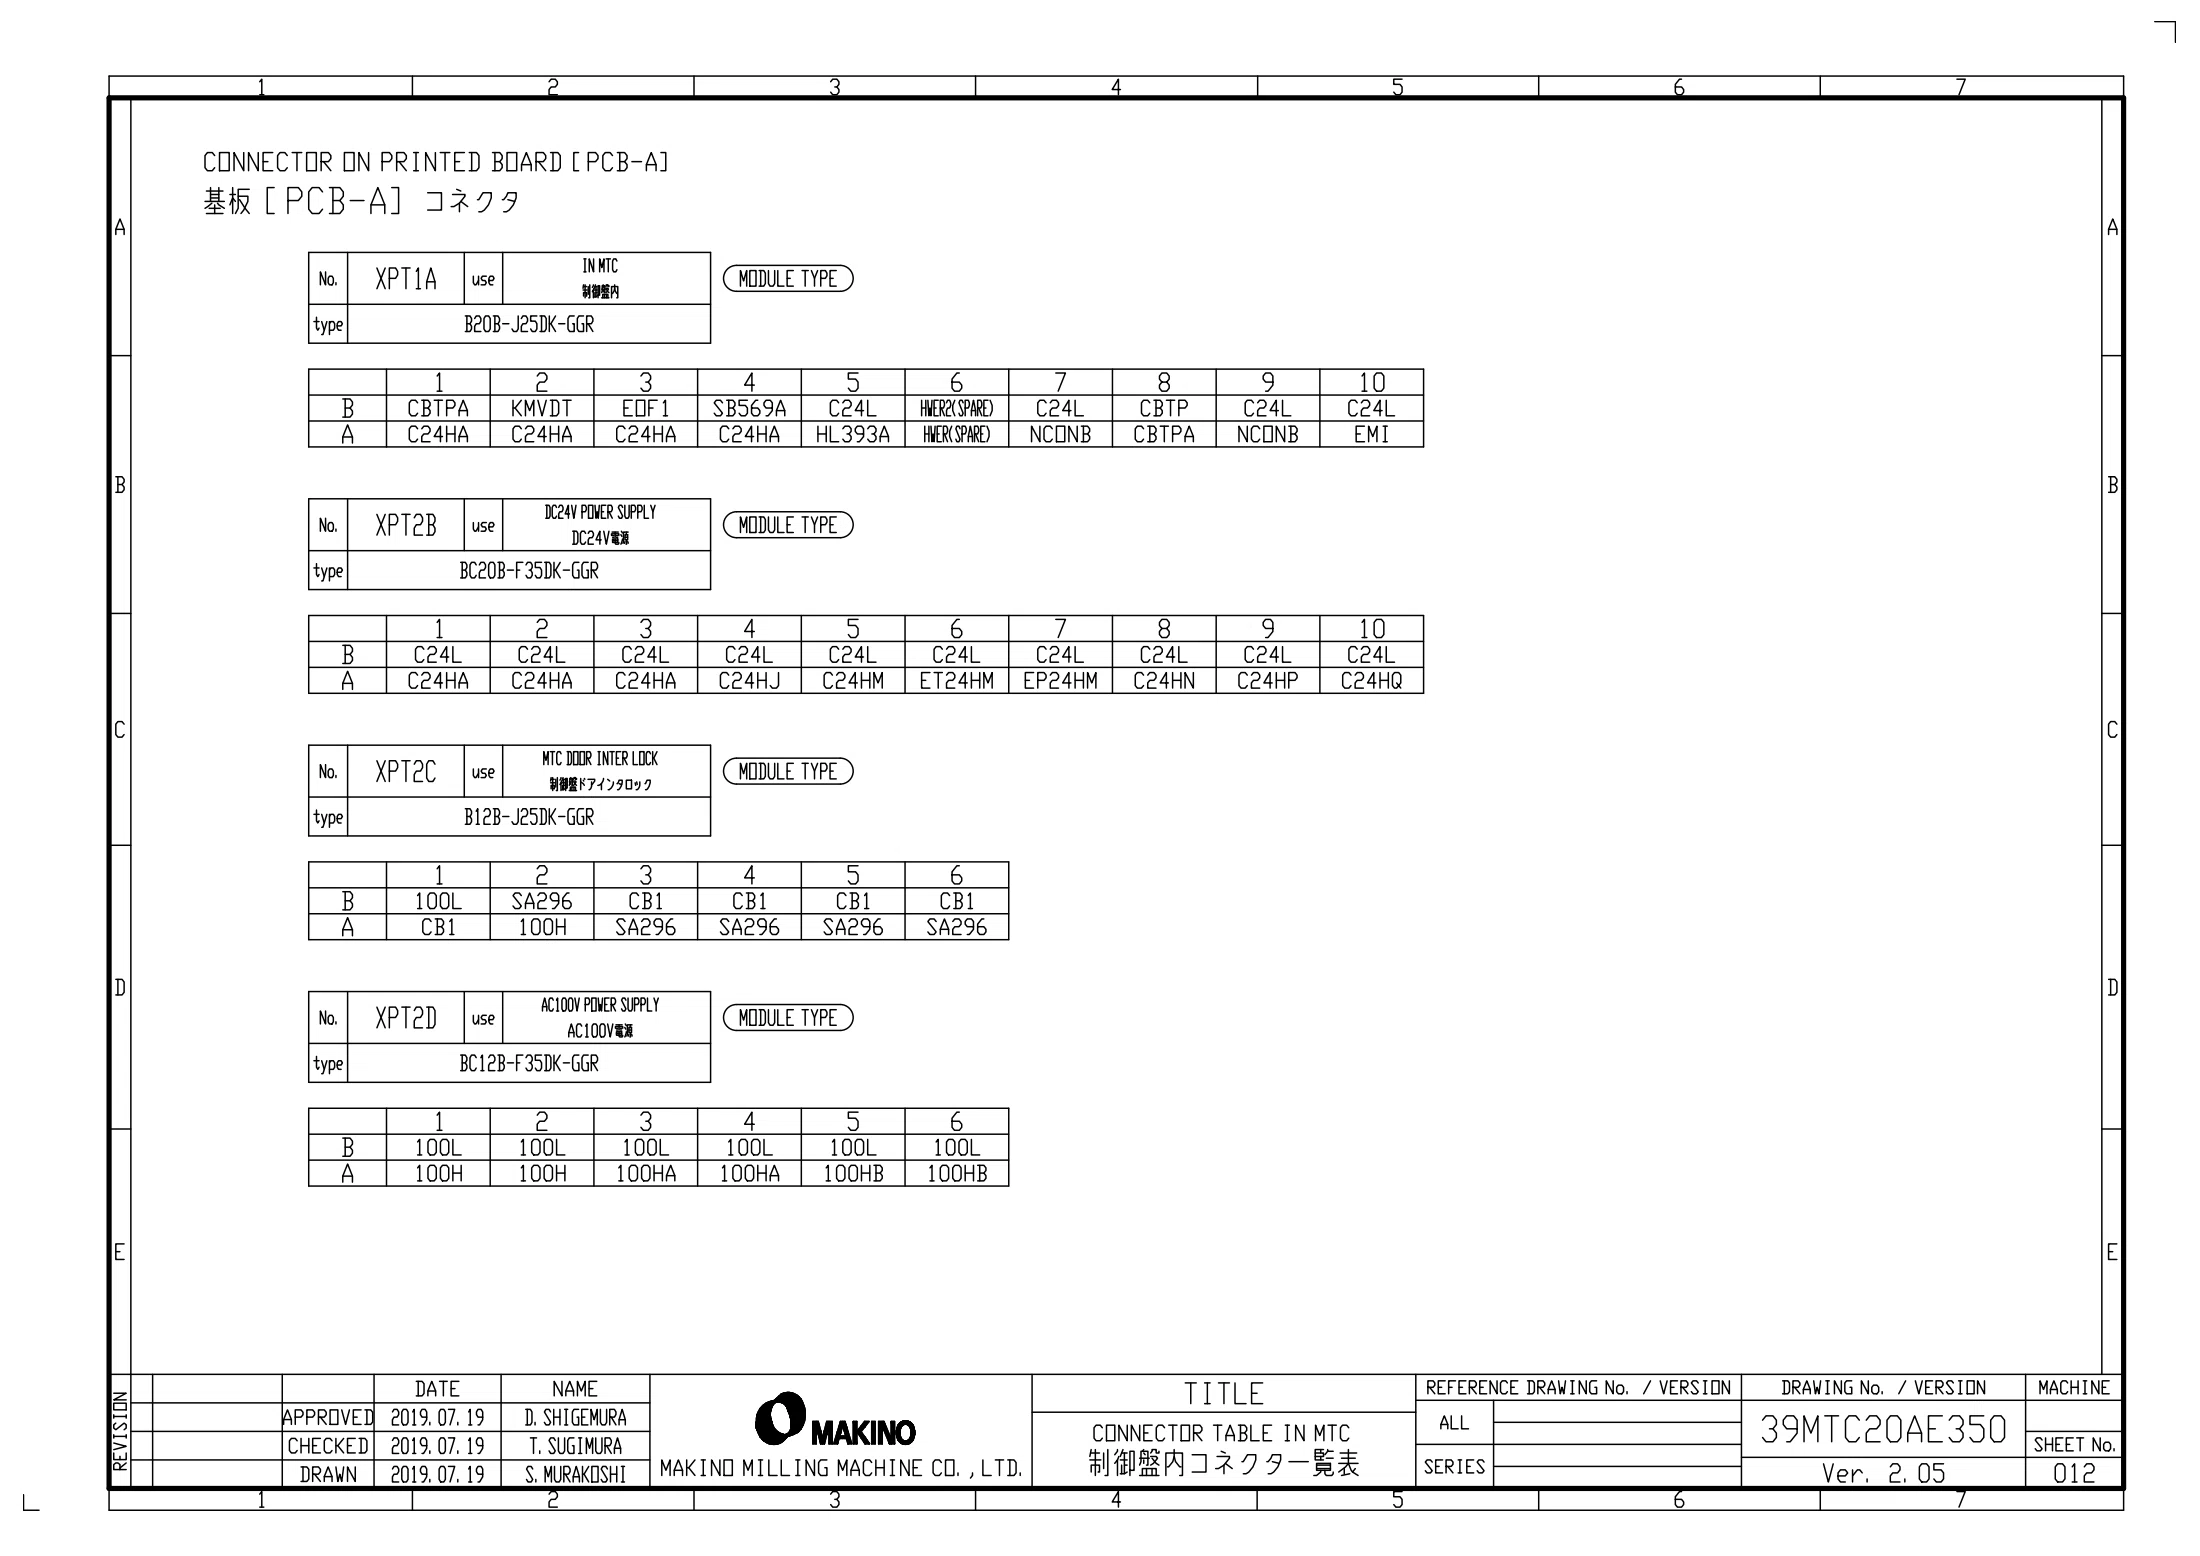 1 2 3 4 5 6 7
CONNECTOR ON PRINTED BOARD [PCB-A]
基板 [PCB-A] コネクタ
A A
No. XPT1A use IN MTC
制御盤内
MODULE TYPE
type B20B-J25DK-GGR
1 2 3 4 5 6 7 8 9 10
B CBTPA KMVDT EOF1 SB569A C24L HWER2(SPARE) C24L CBTP C24L C24L
A C24HA C24HA C24HA C24HA HL393A HWER(SPARE) NCONB CBTPA NCONB EMI
B B
No. XPT2B use DC24V POWER SUPPLY
DC24V電源
MODULE TYPE
type BC20B-F35DK-GGR
1 2 3 4 5 6 7 8 9 10
B C24L C24L C24L C24L C24L C24L C24L C24L C24L C24L
A C24HA C24HA C24HA C24HJ C24HM ET24HM EP24HM C24HN C24HP C24HQ
C C
No. XPT2C use MTC DOOR INTER LOCK
制御盤ドアインタロック
MODULE TYPE
type B12B-J25DK-GGR
1 2 3 4 5 6
B 100L SA296 CB1 CB1 CB1 CB1
A CB1 100H SA296 SA296 SA296 SA296
D D
No. XPT2D use AC100V POWER SUPPLY
AC100V電源
MODULE TYPE
type BC12B-F35DK-GGR
1 2 3 4 5 6
B 100L 100L 100L 100L 100L 100L
A 100H 100H 100HA 100HA 100HB 100HB
E E
REVISION
DATE NAME
APPROVED 2019.07.19 D. SHIGEMURA
CHECKED 2019.07.19 T. SUGIMURA
DRAWN 2019.07.19 S. MURAKOSHI
MAKINO
MAKINO MILLING MACHINE CO., LTD.
TITLE
CONNECTOR TABLE IN MTC
制御盤内コネクタ一覧表
REFERENCE DRAWING No. / VERSION
ALL
SERIES
DRAWING No. / VERSION
39MTC20AE350
Ver. 2.05
MACHINE
SHEET No.
012
1 2 3 4 5 6 7